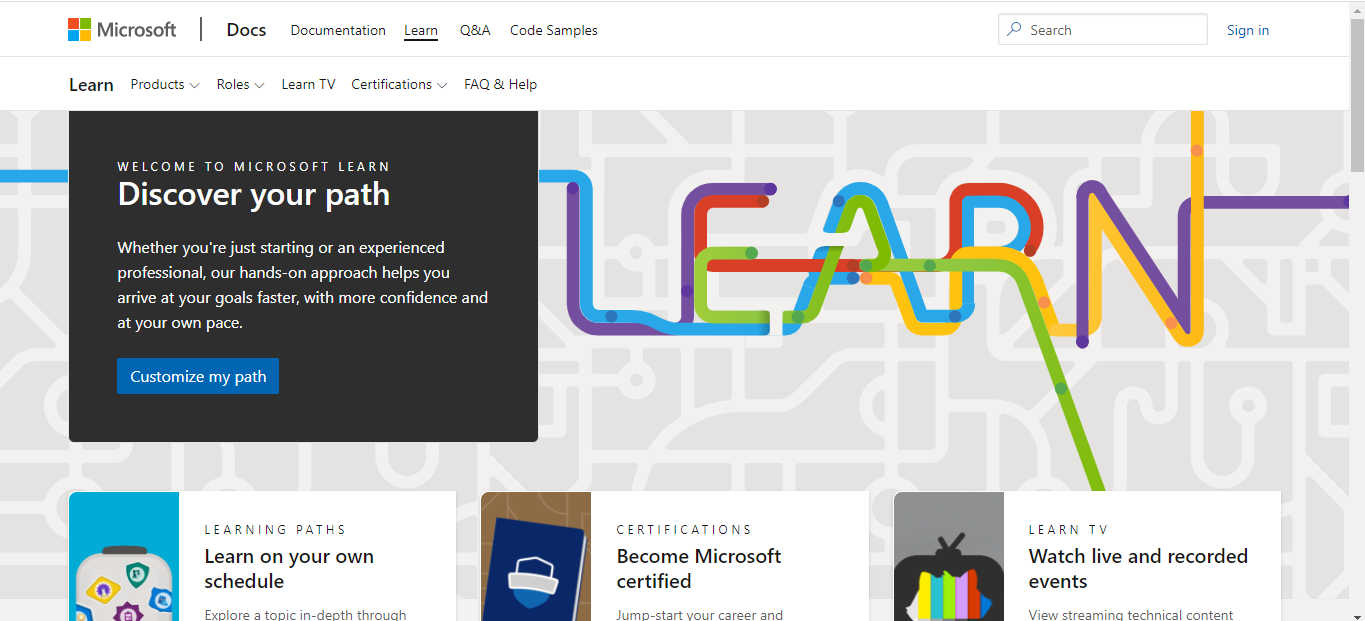 Microsoft | Docs Documentation Learn Q&A Code Samples Search Sign in
Learn Products Roles Learn TV Certifications FAQ & Help
WELCOME TO MICROSOFT LEARN
Discover your path
Whether you're just starting or an experienced
professional, our hands-on approach helps you
arrive at your goals faster, with more confidence and
at your own pace.
Customize my path
LEARN
LEARNING PATHS
Learn on your own
schedule
Explore a topic in-depth through
CERTIFICATIONS
Become Microsoft
certified
Jump-start your career and
LEARN TV
Watch live and recorded
events
View streaming technical content